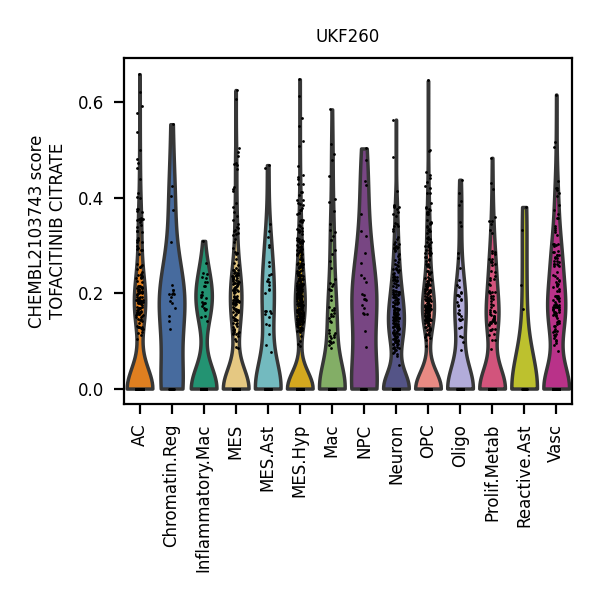 UKF260
CHEMBL2103743 score
TOFACITINIB CITRATE
0.6
0.4
0.2
0.0
AC
Chromatin.Reg
Inflammatory.Mac
MES
MES.Ast
MES.Hyp
Mac
NPC
Neuron
OPC
Oligo
Prolif.Metab
Reactive.Ast
Vasc